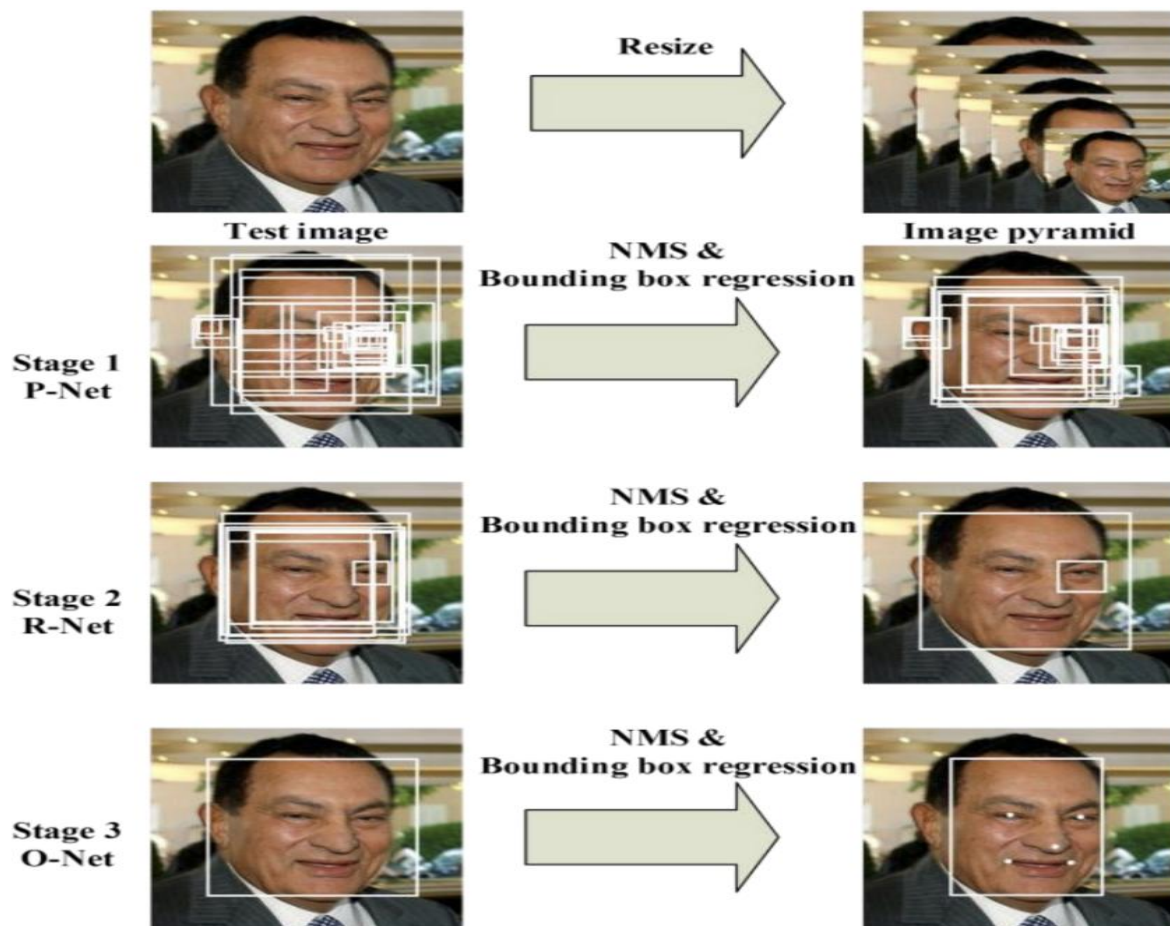 Resize
Test image
Image pyramid
NMS &
Bounding box regression
Stage 1
P-Net
NMS &
Bounding box regression
Stage 2
R-Net
NMS &
Bounding box regression
Stage 3
O-Net